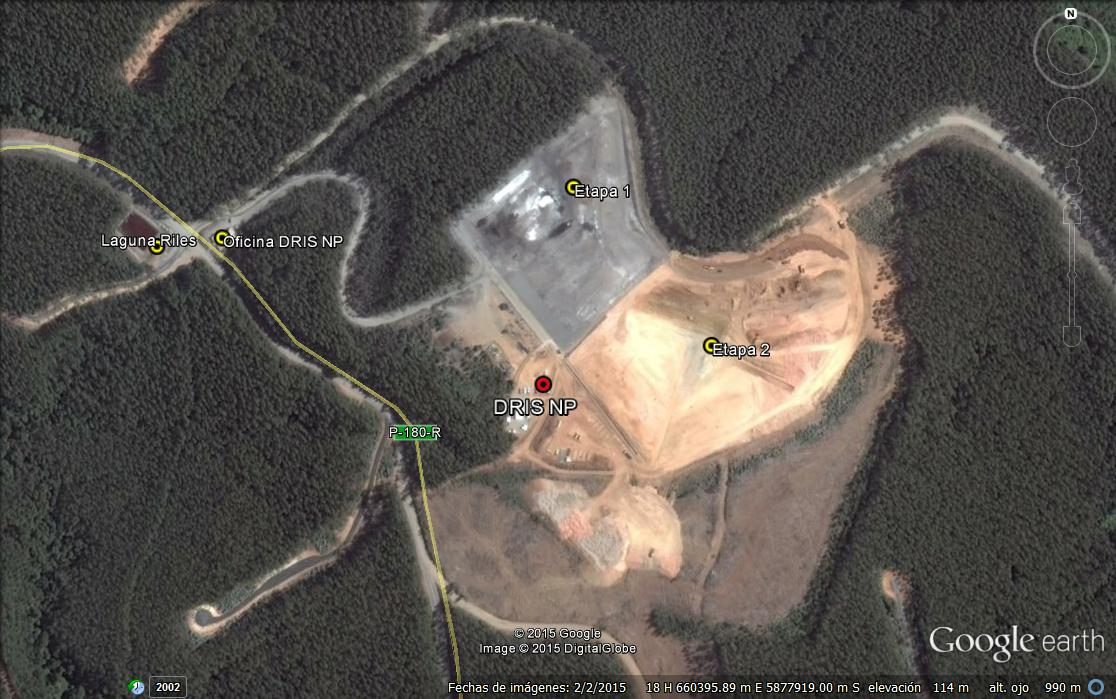 N
Etapa 1
Laguna Riles
Oficina DRIS NP
Etapa 2
DRIS NP
P-180-R
© 2015 Google
Image © 2015 DigitalGlobe
Google earth
2002
Fechas de imágenes: 2/2/2015 18 H 660395.89 m E 5877919.00 m S elevación 114 m alt. ojo 990 m